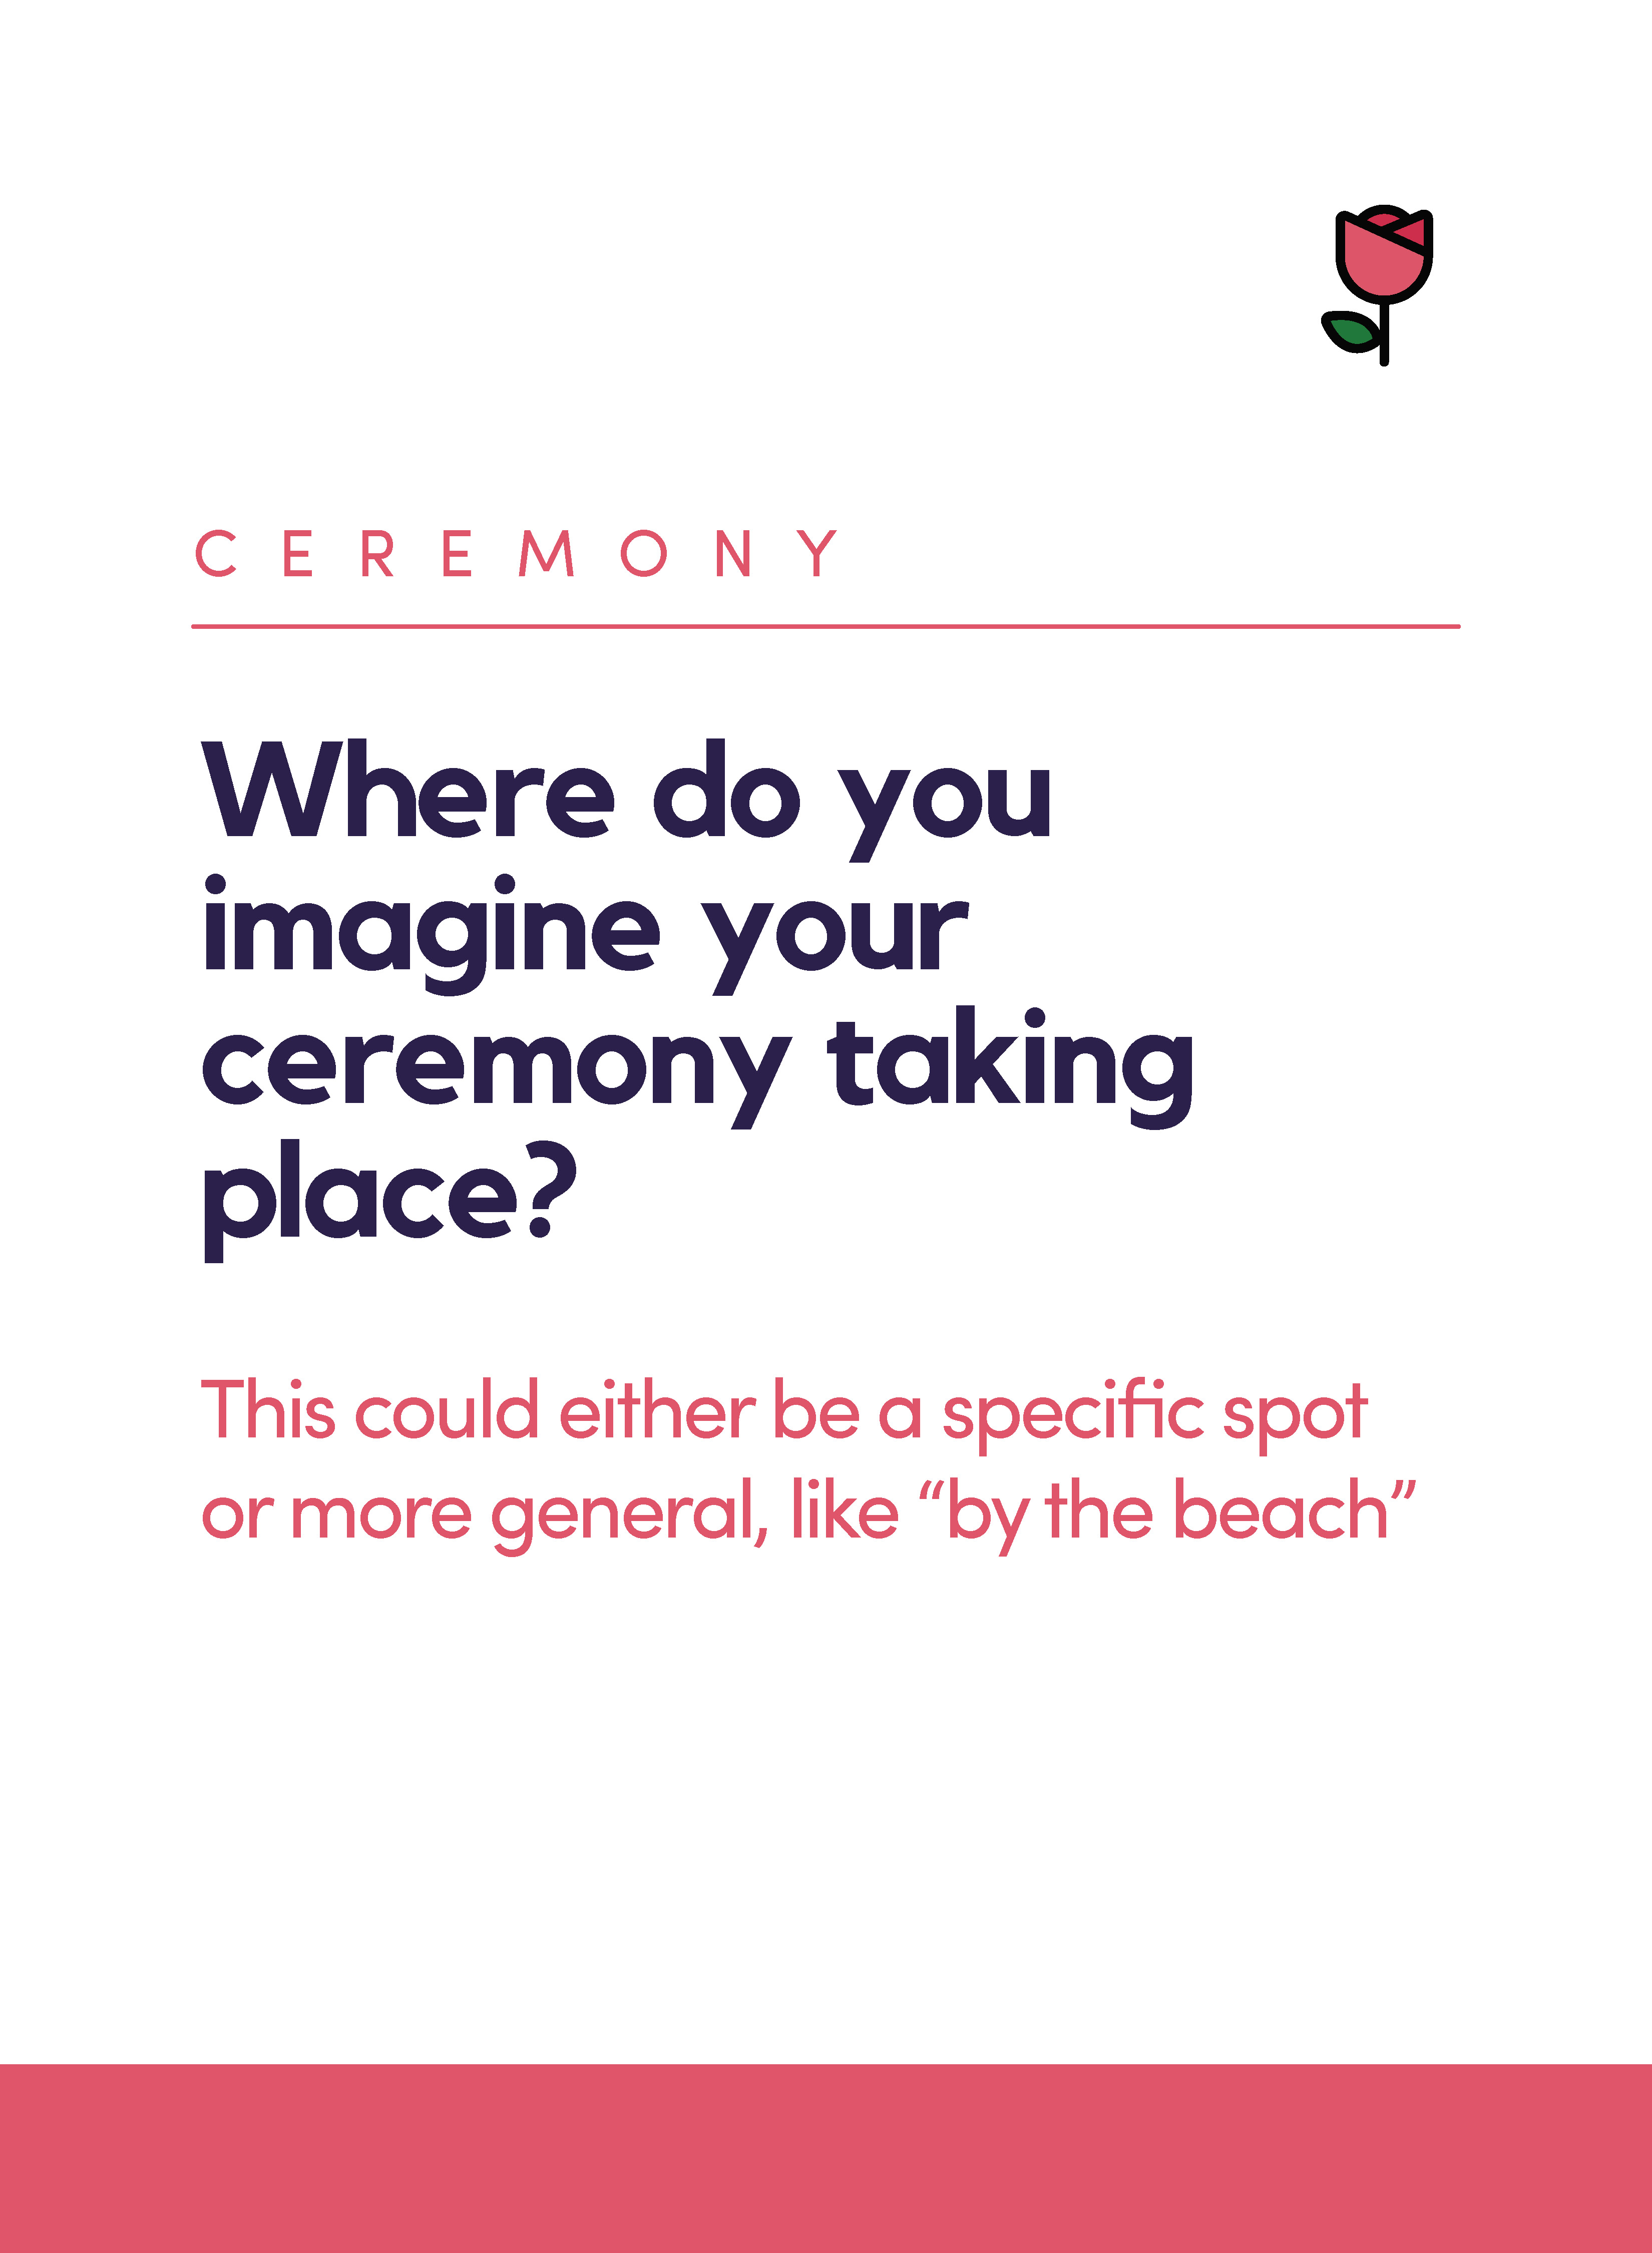 CEREMONY
Where do you
imagine your
ceremony taking
place?
This could either be a specific spot
or more general, like “by the beach”